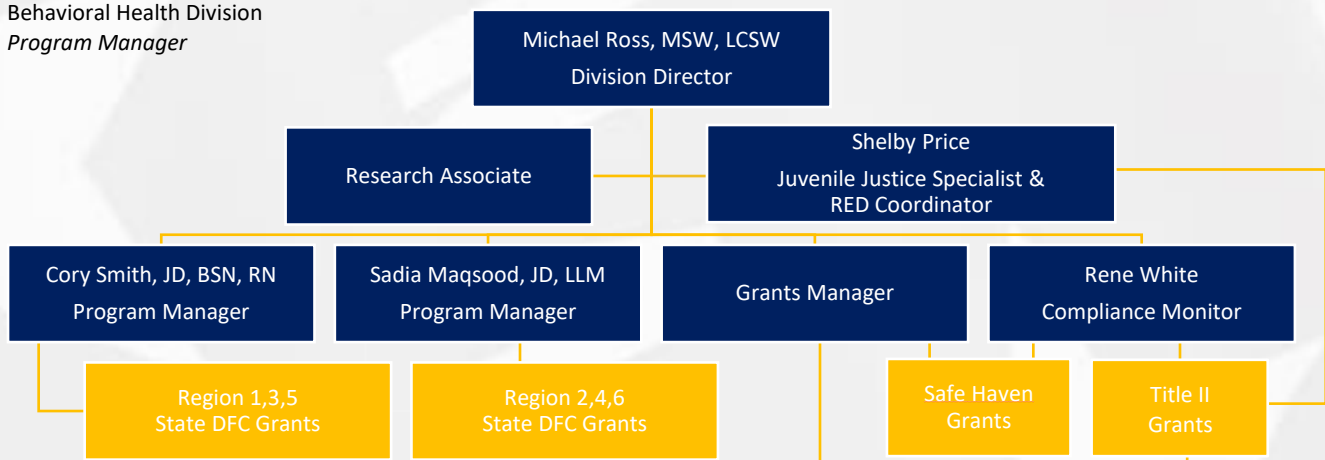 Behavioral Health Division
Program Manager
Michael Ross, MSW, LCSW
Division Director
Research Associate
Shelby Price
Juvenile Justice Specialist &
RED Coordinator
Cory Smith, JD, BSN, RN
Program Manager
Sadia Maqsood, JD, LLM
Program Manager
Grants Manager
Rene White
Compliance Monitor
Region 1,3,5
State DFC Grants
Region 2,4,6
State DFC Grants
Safe Haven
Grants
Title II
Grants